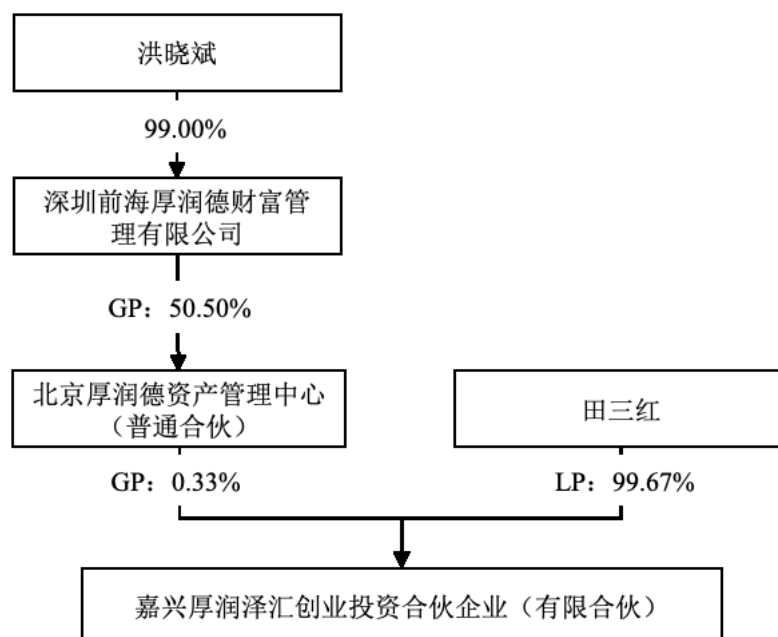 洪晓斌
99.00%
深圳前海厚润德财富管
理有限公司
GP：50.50%
北京厚润德资产管理中心
（普通合伙）
田三红
GP：0.33%
LP：99.67%
嘉兴厚润泽汇创业投资合伙企业（有限合伙）